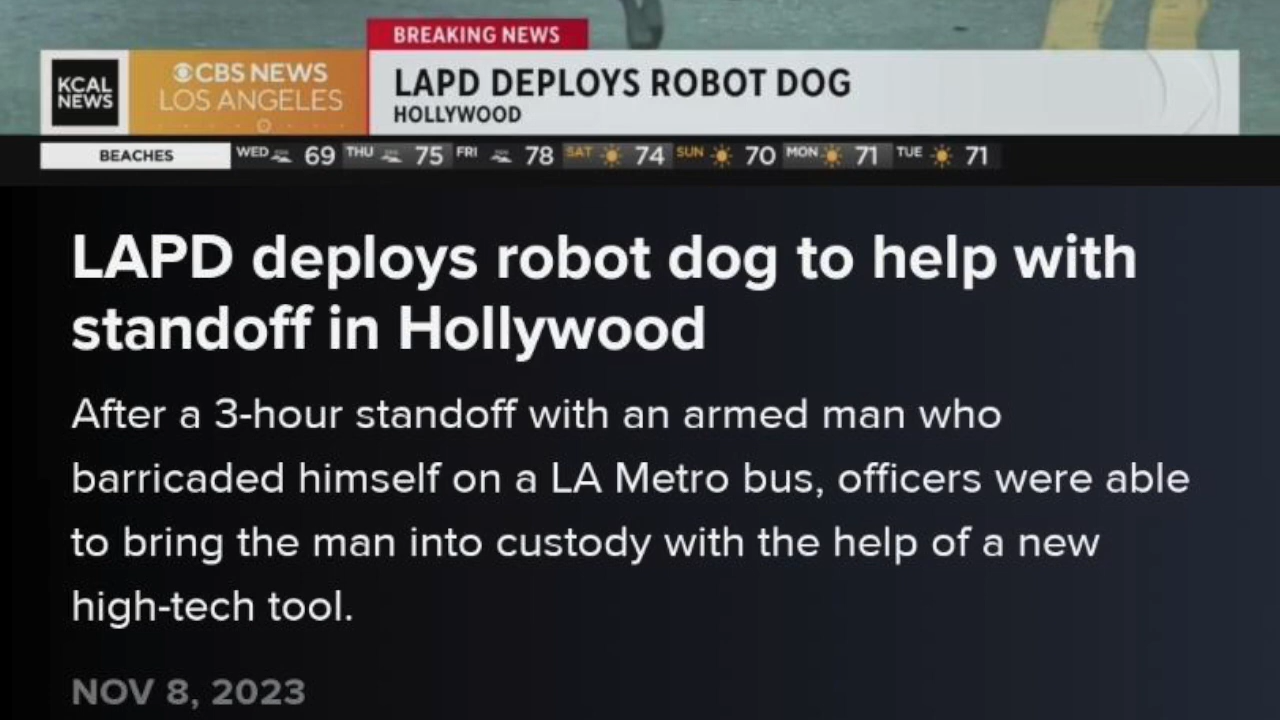 BREAKING NEWS
KCAL
NEWS
CBS NEWS
LOS ANGELES
LAPD DEPLOYS ROBOT DOG
HOLLYWOOD
BEACHES WED 69 THU 75 FRI 78 SAT 74 SUN 70 MON 71 TUE 71
LAPD deploys robot dog to help with
standoff in Hollywood
After a 3-hour standoff with an armed man who
barricaded himself on a LA Metro bus, officers were able
to bring the man into custody with the help of a new
high-tech tool.
NOV 8, 2023